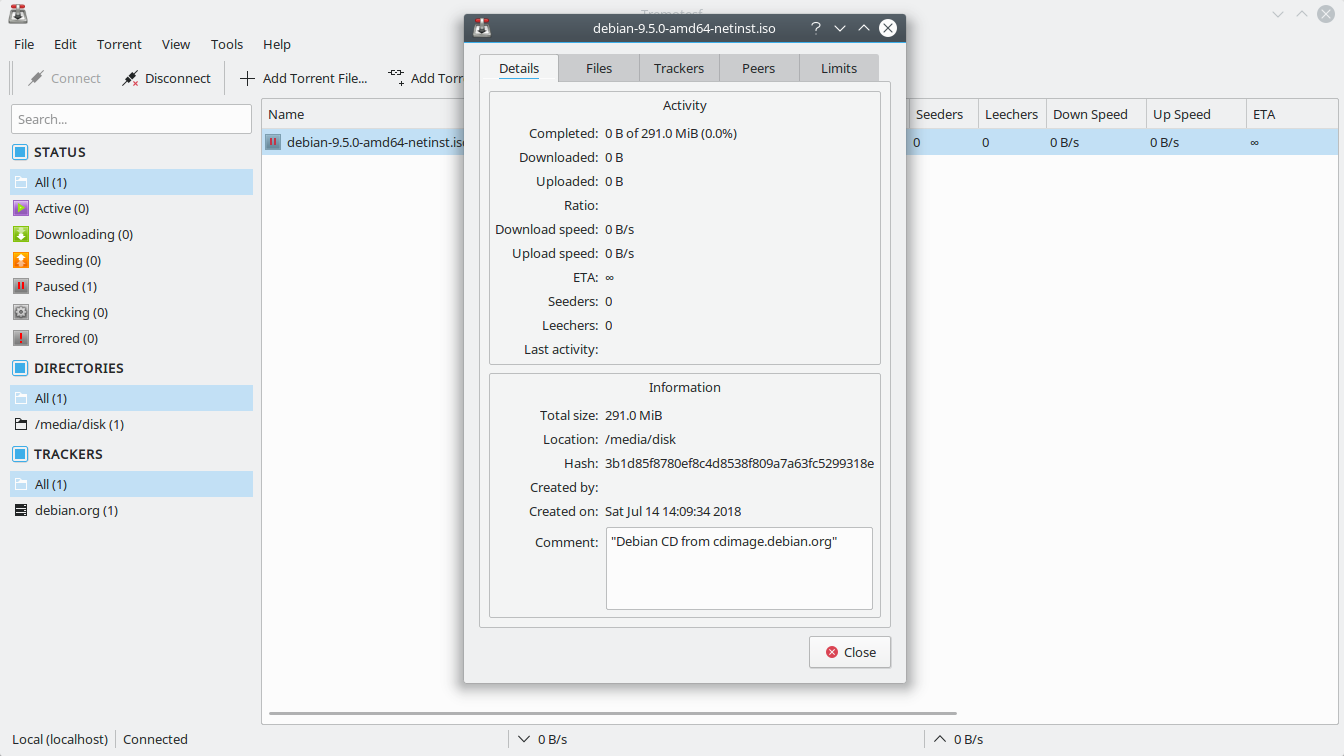 Tremotesf
debian-9.5.0-amd64-netinst.iso
File Edit Torrent View Tools Help
Connect Disconnect Add Torrent File... Add
Details Files Trackers Peers Limits
Search...
Name Seeders Leechers Down Speed Up Speed ETA
debian-9.5.0-amd64-netinst.iso 0 0 0 B/s 0 B/s ∞
STATUS
All (1)
Active (0)
Downloading (0)
Seeding (0)
Paused (1)
Checking (0)
Errored (0)
DIRECTORIES
All (1)
/media/disk (1)
TRACKERS
All (1)
debian.org (1)
Activity
Completed: 0 B of 291.0 MiB (0.0%)
Downloaded: 0 B
Uploaded: 0 B
Ratio:
Download speed: 0 B/s
Upload speed: 0 B/s
ETA: ∞
Seeders: 0
Leechers: 0
Last activity:
Information
Total size: 291.0 MiB
Location: /media/disk
Hash: 3b1d85f8780ef8c4d8538f809a7a63fc5299318e
Created by:
Created on: Sat Jul 14 14:09:34 2018
Comment: "Debian CD from cdimage.debian.org"
Close
Local (localhost) Connected 0 B/s 0 B/s